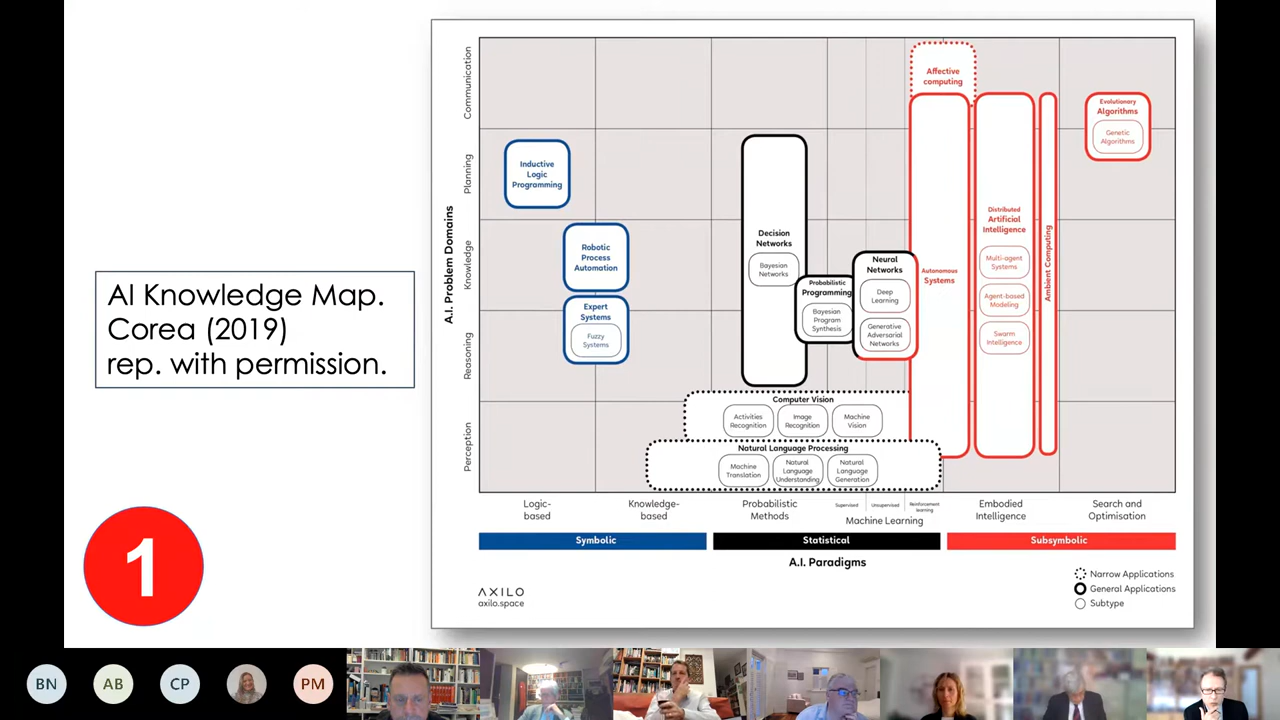 AI Knowledge Map.
Corea (2019)
rep. with permission.
1
A.I. Problem Domains
Communication
Planning
Knowledge
Reasoning
Perception
Inductive
Logic
Programming
Robotic
Process
Automation
Expert
Systems
Fuzzy
Systems
Decision
Networks
Bayesian
Networks
Probabilistic
Programming
Bayesian
Program
Synthesis
Neural
Networks
Deep
Learning
Generative
Adversarial
Networks
Affective
computing
Autonomous
Systems
Distributed
Artificial
Intelligence
Multi-agent
Systems
Agent-based
Modeling
Swarm
Intelligence
Ambient Computing
Evolutionary
Algorithms
Genetic
Algorithms
Computer Vision
Activities
Recognition
Image
Recognition
Machine
Vision
Natural Language Processing
Machine
Translation
Natural
Language
Understanding
Natural
Language
Generation
Logic-
based
Knowledge-
based
Probabilistic
Methods
Supervised
Unsupervised
Reinforcement
learning
Machine Learning
Embodied
Intelligence
Search and
Optimisation
Symbolic
Statistical
Subsymbolic
A.I. Paradigms
AXILO
axilo.space
Narrow Applications
General Applications
Subtype
BN
AB
CP
PM